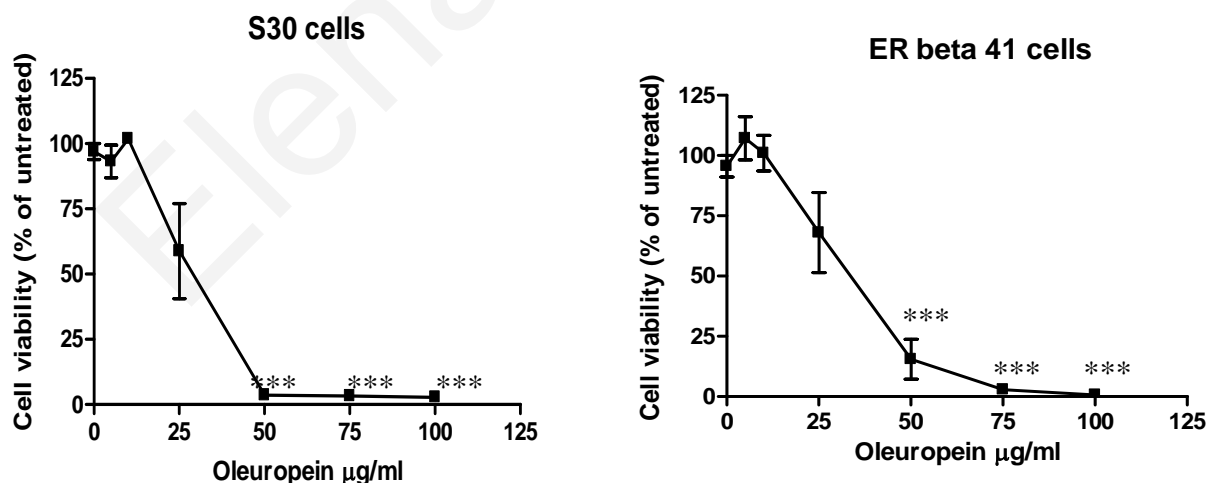 Elena
S30 cells
Cell viability (% of untreated)
125
100
75
50
25
0
*** *** ***
0 25 50 75 100 125
Oleuropein μg/ml
ER beta 41 cells
Cell viability (% of untreated)
125
100
75
50
25
0
***
*** ***
0 25 50 75 100 125
Oleuropein μg/ml